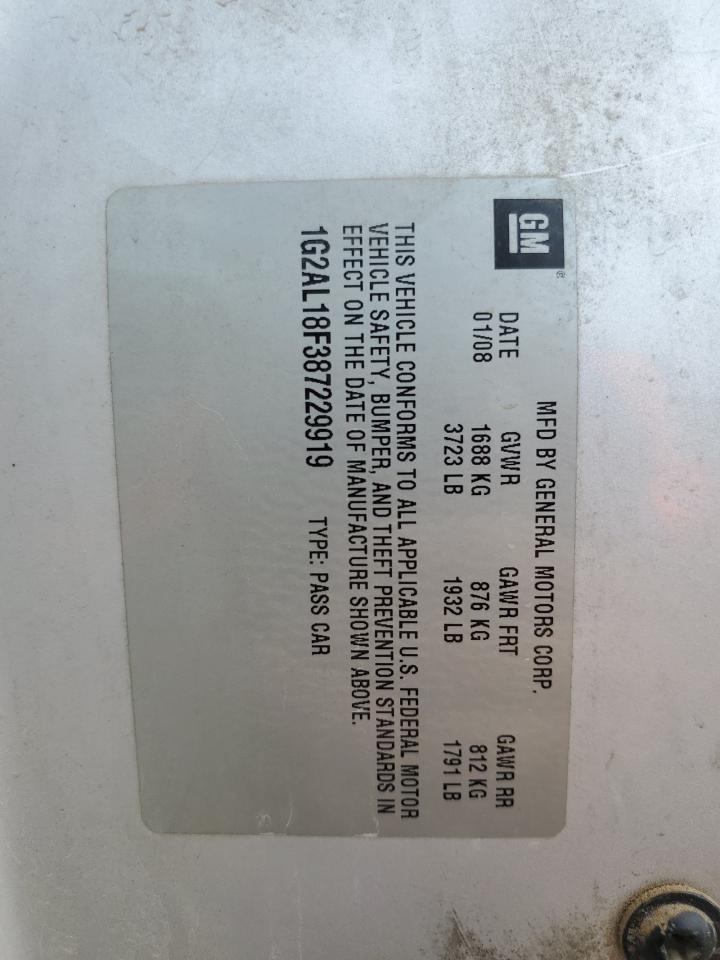 GM
MFD BY GENERAL MOTORS CORP.
DATE GVWR GAWR FRT GAWR RR
01/08 1688 KG 876 KG 812 KG
3723 LB 1932 LB 1791 LB
THIS VEHICLE CONFORMS TO ALL APPLICABLE U.S. FEDERAL MOTOR
VEHICLE SAFETY, BUMPER, AND THEFT PREVENTION STANDARDS IN
EFFECT ON THE DATE OF MANUFACTURE SHOWN ABOVE.
1G2AL18F387229919 TYPE: PASS CAR